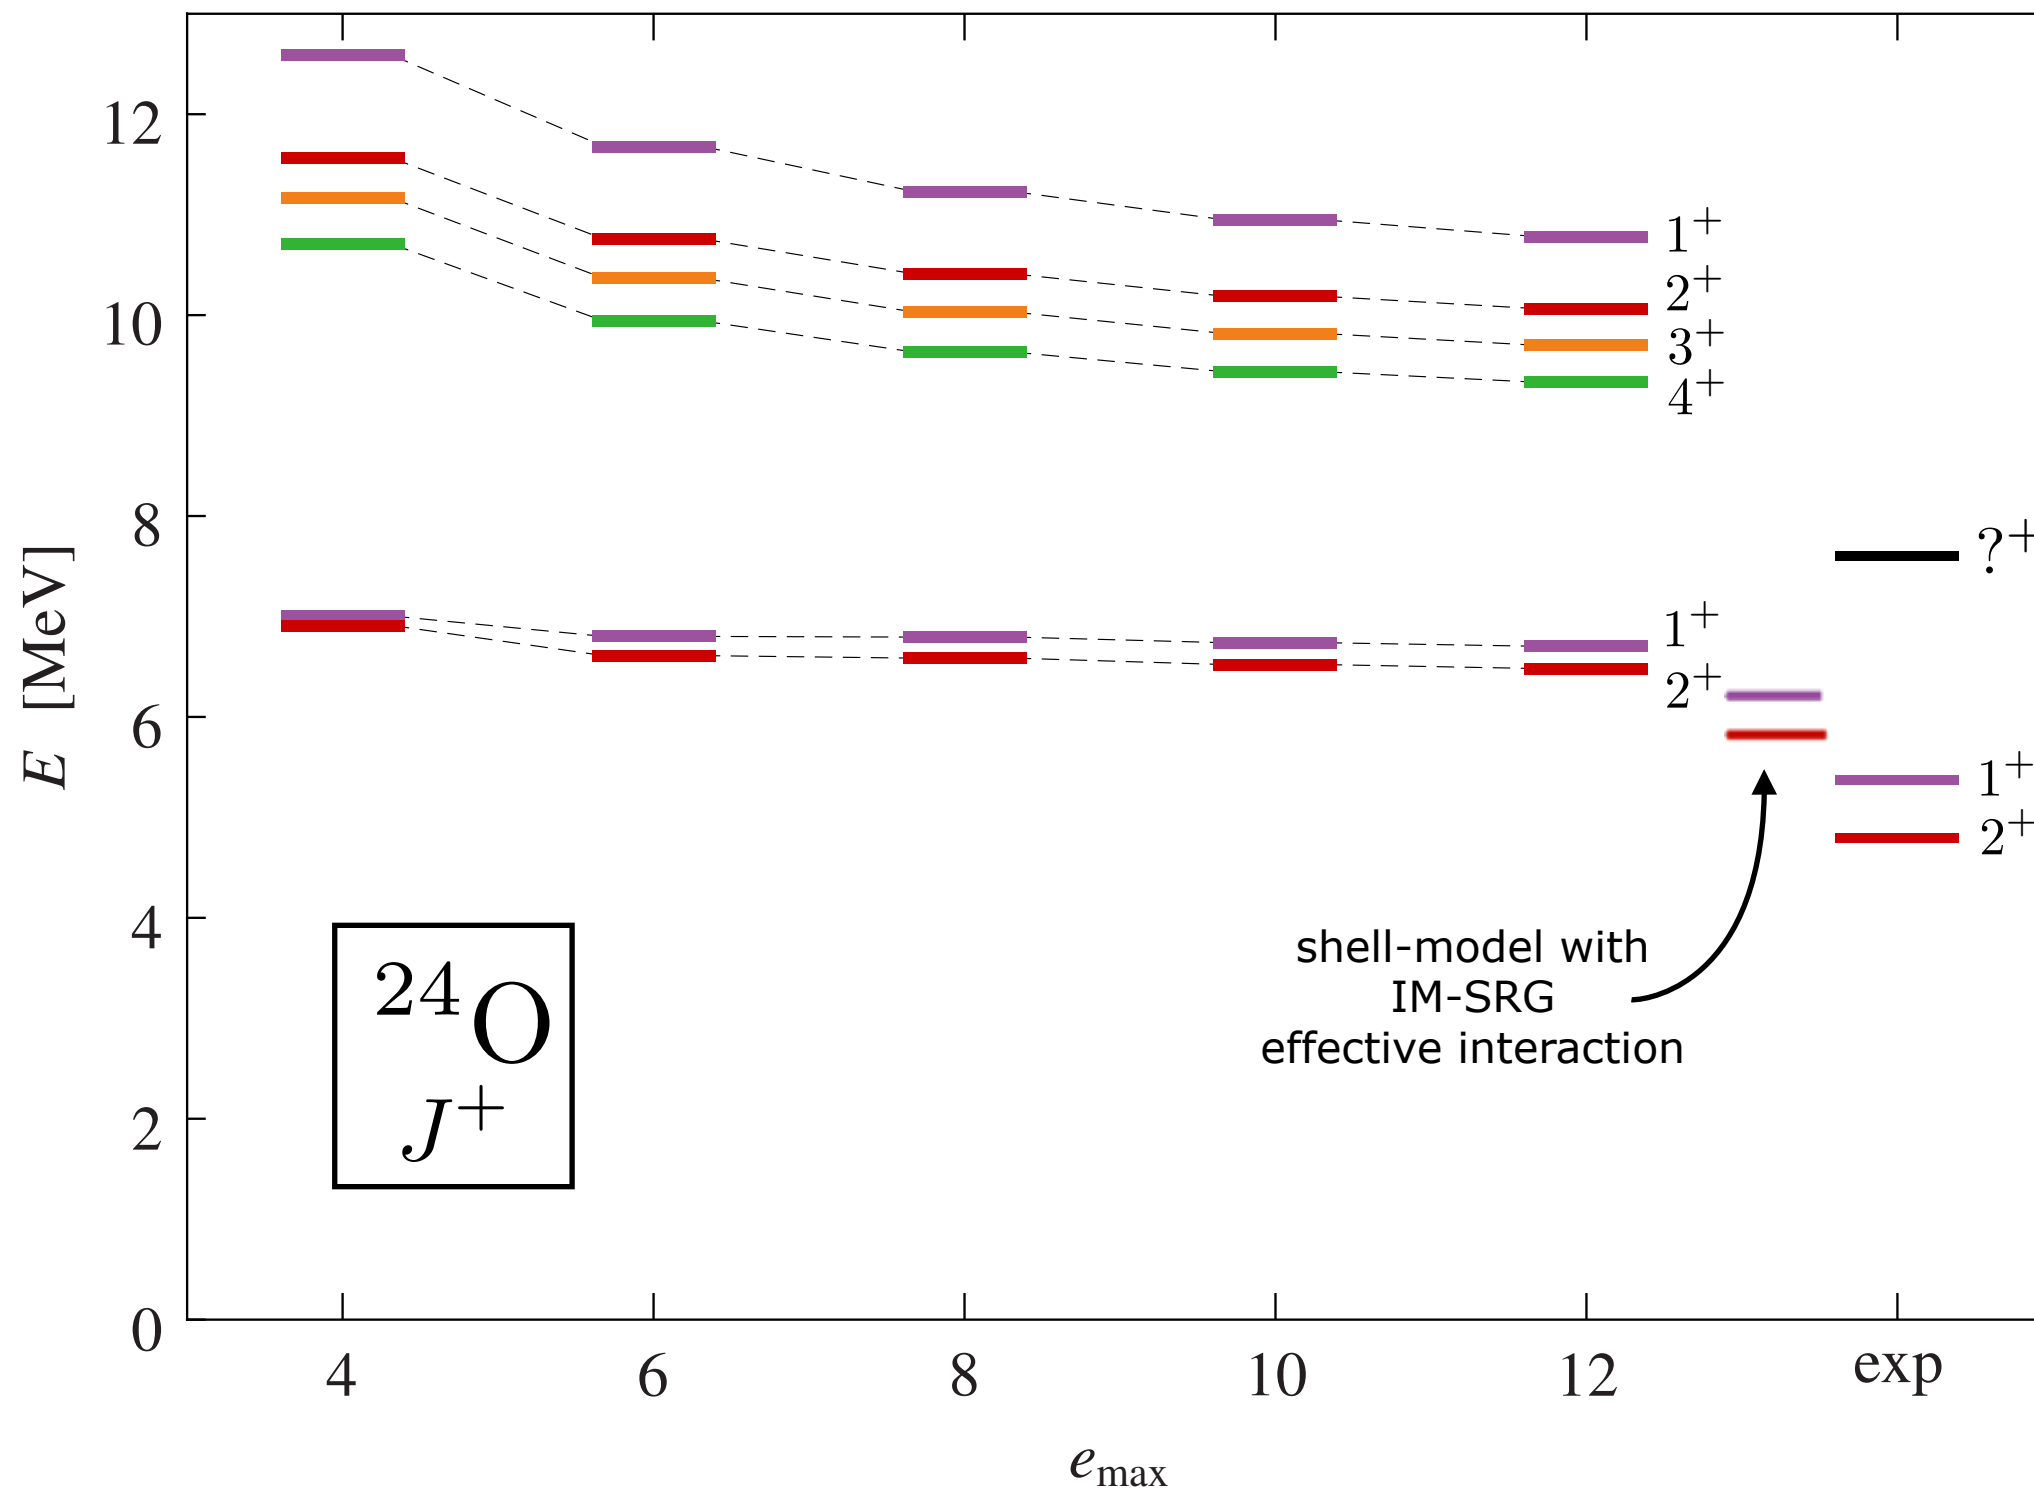 12
10
8
6
4
2
0
E [MeV]
1⁺
2⁺
3⁺
4⁺
1⁺
2⁺
?⁺
1⁺
2⁺
²⁴O
J⁺
shell-model with
IM-SRG
effective interaction
4 6 8 10 12 exp
eₘₐₓ